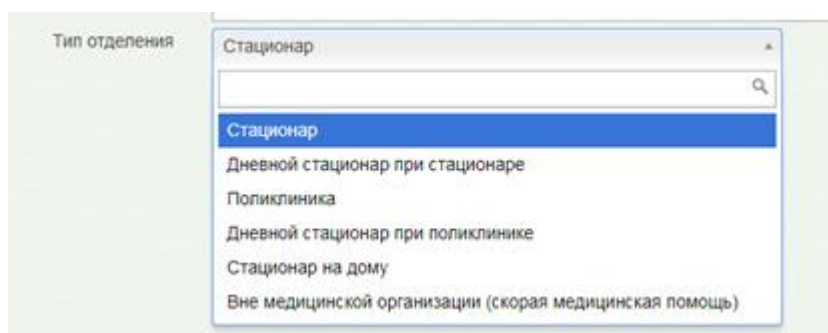 Тип отделения
Стационар
Стационар
Дневной стационар при стационаре
Поликлиника
Дневной стационар при поликлинике
Стационар на дому
Вне медицинской организации (скорая медицинская помощь)